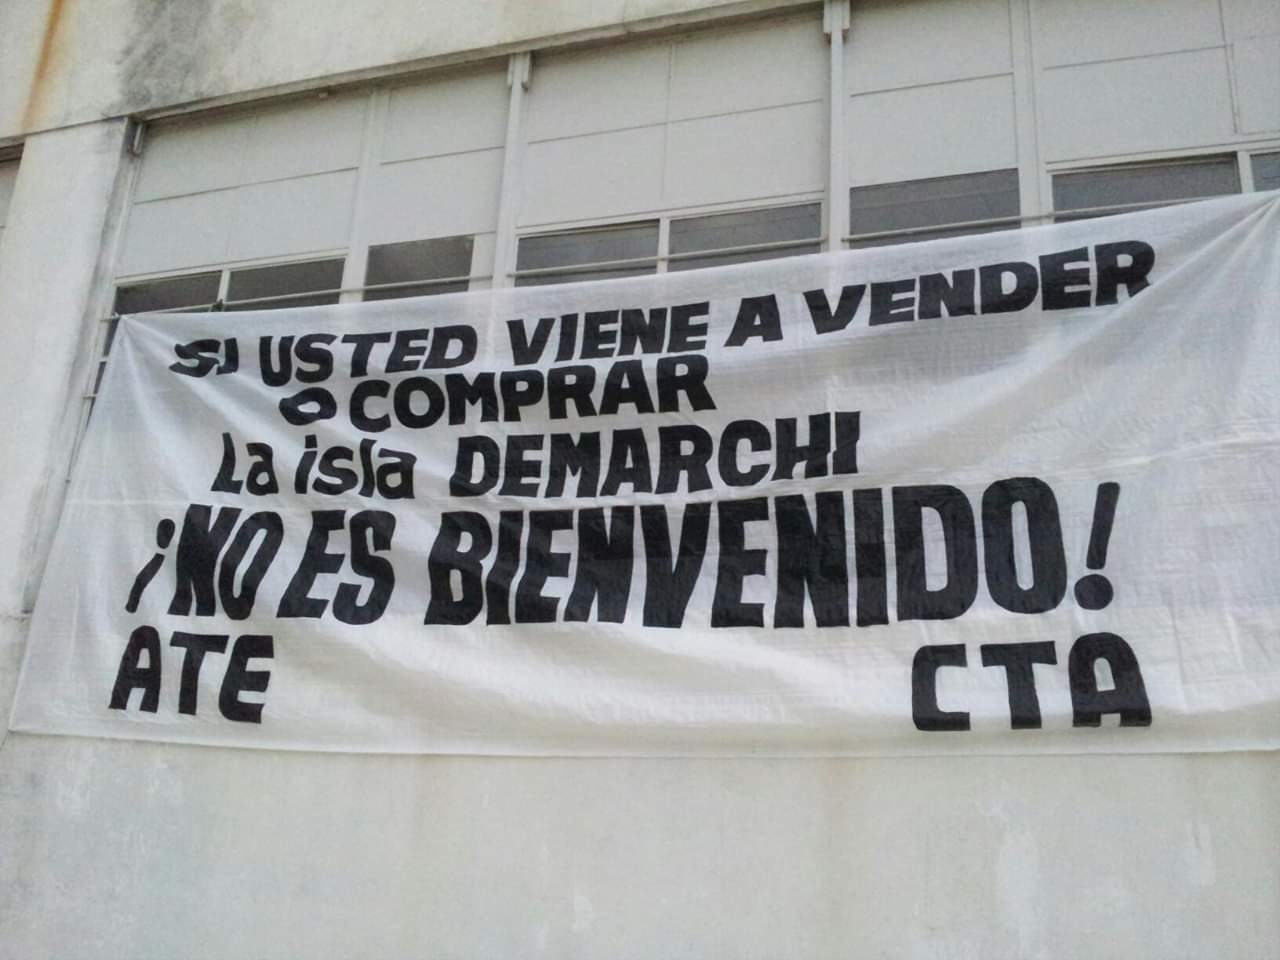 SI USTED VIENE A VENDER
O COMPRAR
La isla DEMARCHI
¡NO ES BIENVENIDO!
ATE CTA